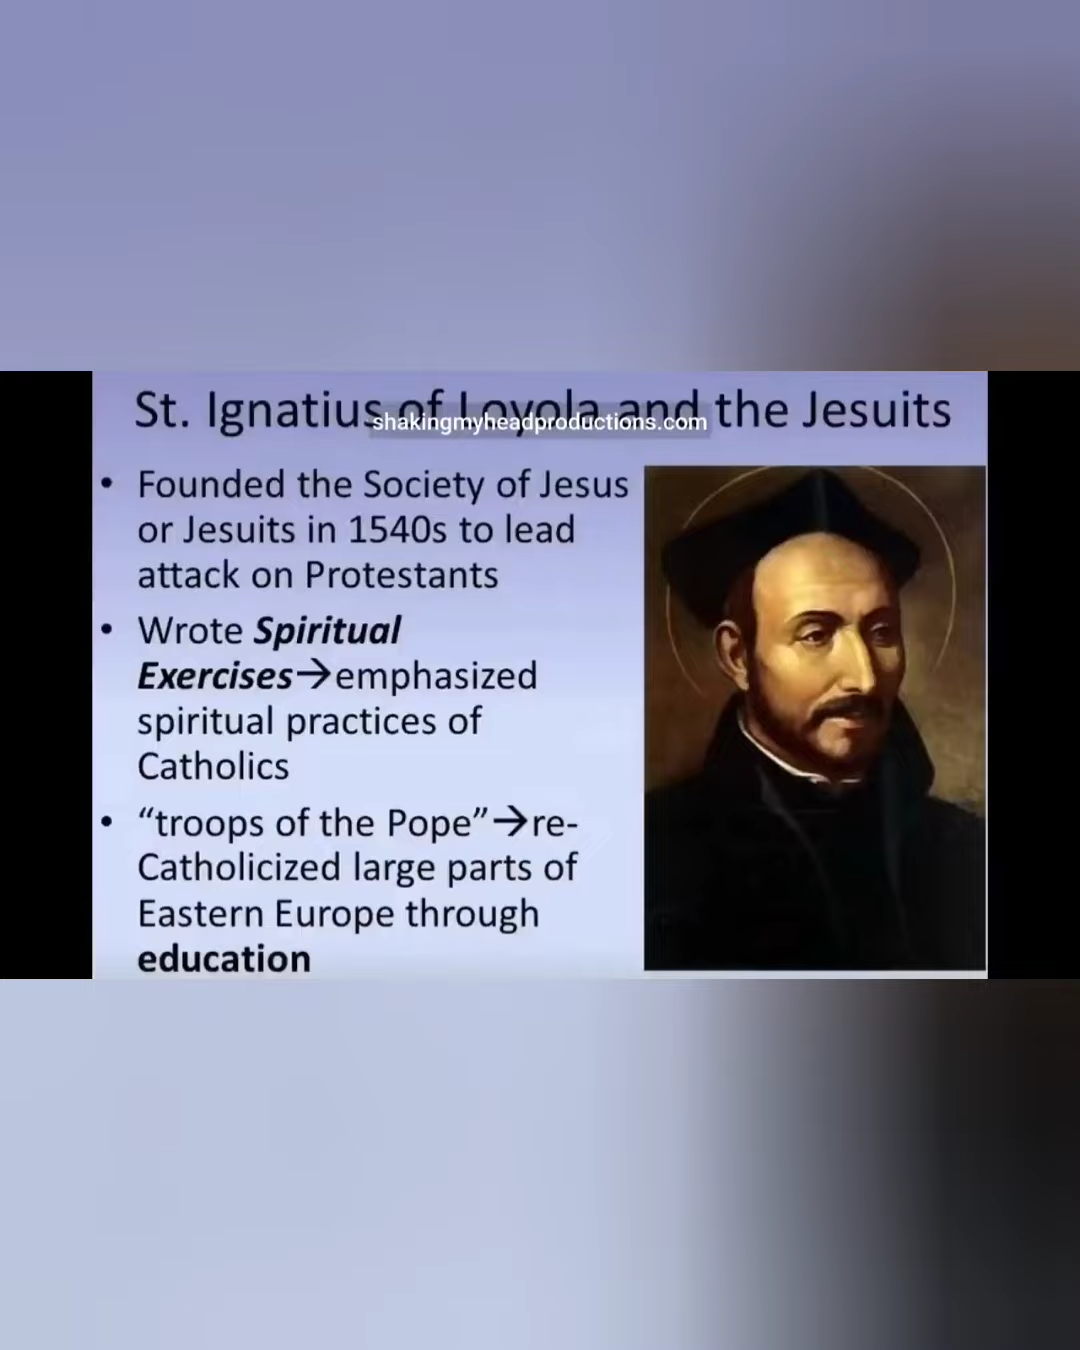 St. Ignatius of Loyola and the Jesuits
shakingmyheadproductions.com
• Founded the Society of Jesus
or Jesuits in 1540s to lead
attack on Protestants
• Wrote Spiritual
Exercises→emphasized
spiritual practices of
Catholics
• “troops of the Pope”→re-
Catholicized large parts of
Eastern Europe through
education